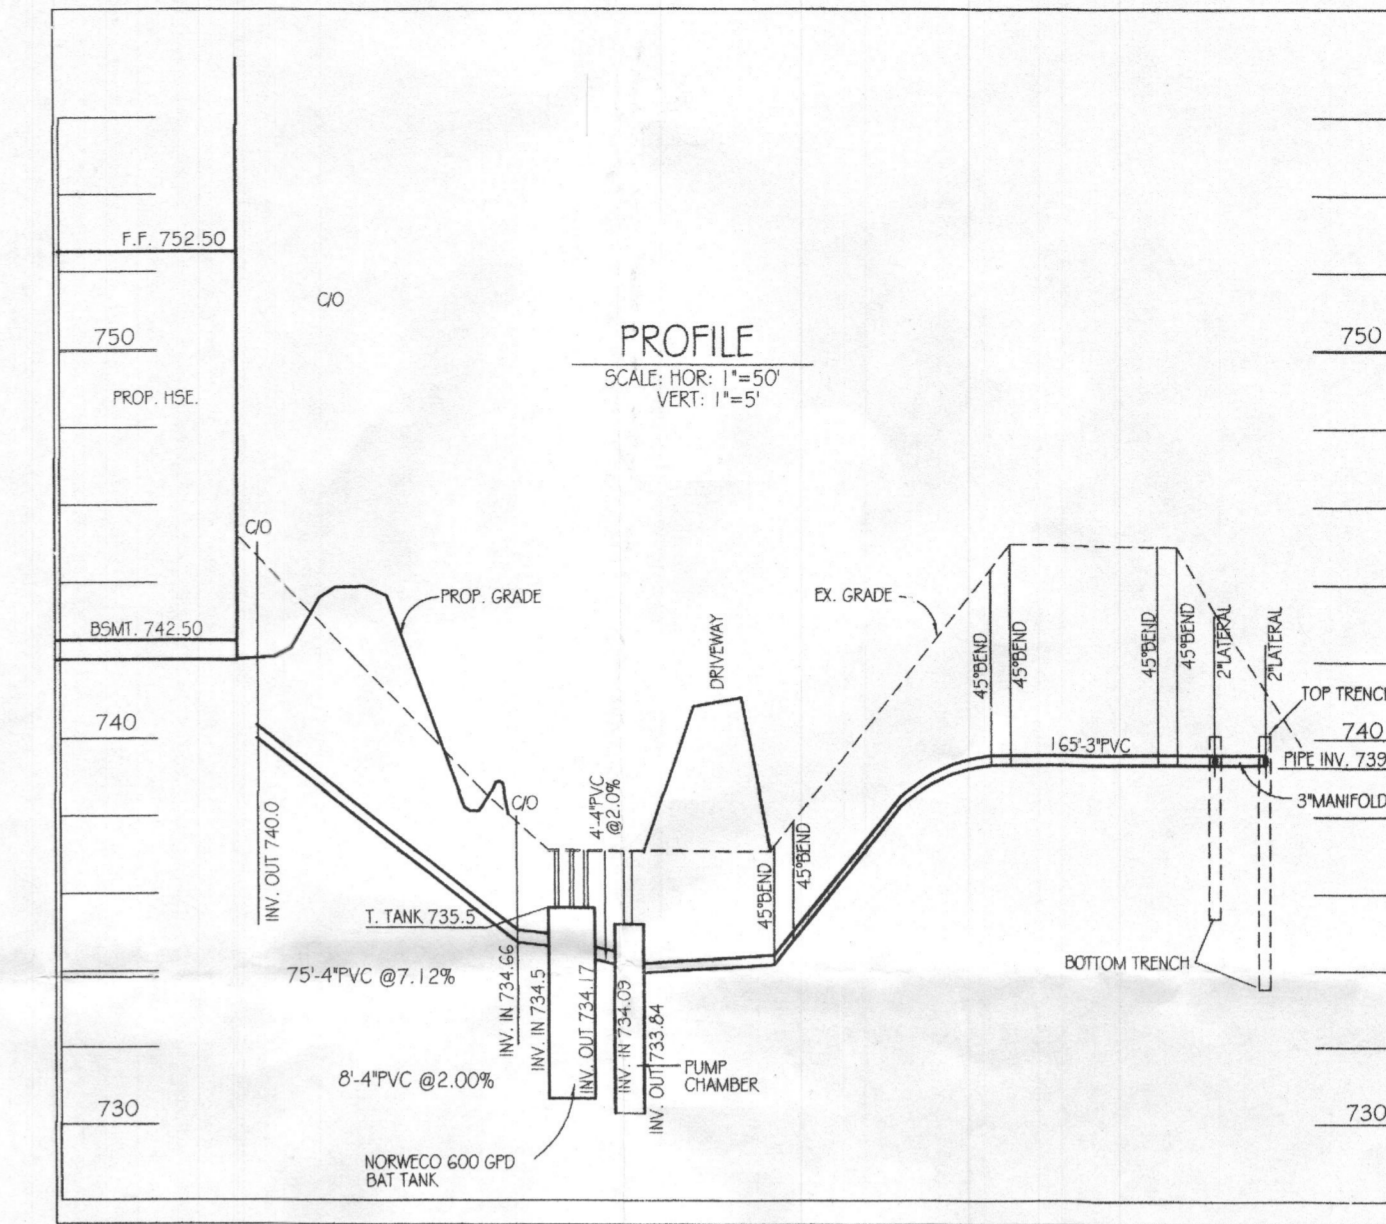 F.F. 752.50
C/O
750
PROP. HSE.
PROFILE
SCALE: HOR: 1"=50'
VERT: 1"=5'
750
C/O
PROP. GRADE
BSMT. 742.50
740
INV. OUT 740.0
C/O
4'-4"PVC
@2.0%
DRIVEWAY
EX. GRADE
45°BEND
45°BEND
45°BEND
45°BEND
45°BEND
45°BEND
2"LATERAL
2"LATERAL
TOP TRENCH
740
165'-3"PVC
PIPE INV. 739
3"MANIFOLD
T. TANK 735.5
75'-4"PVC @7.12%
INV. IN 734.66
INV. IN 734.5
INV. OUT 734.17
INV. IN 734.09
INV. OUT 733.84
BOTTOM TRENCH
8'-4"PVC @2.00%
PUMP
CHAMBER
730
730
NORWECO 600 GPD
BAT TANK